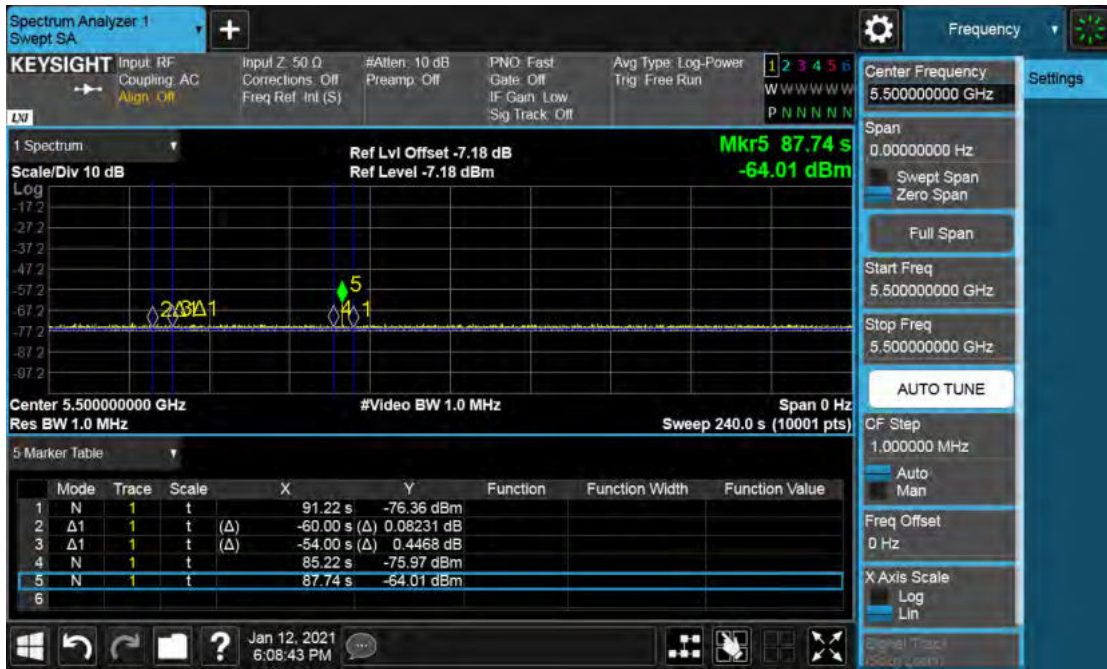 Spectrum Analyzer 1
Swept SA
+
Frequency
KEYSIGHT
Input: RF
Coupling: AC
Align: Off
Input Z: 50 Ω
Corrections: Off
Freq Ref: Int (S)
#Atten: 10 dB
Preamp: Off
PNO: Fast
Gate: Off
IF Gain: Low
Sig Track: Off
Avg Type: Log-Power
Trig: Free Run
1 2 3 4 5 6
W W W W W W
P N N N N N
LXI
1 Spectrum
Scale/Div 10 dB
Ref Lvl Offset -7.18 dB
Ref Level -7.18 dBm
Mkr5 87.74 s
-64.01 dBm
Log
-17.2
-27.2
-37.2
-47.2
-57.2
-67.2
-77.2
-87.2
-97.2
2Δ1
3Δ1
5
4
1
Center 5.500000000 GHz
Res BW 1.0 MHz
#Video BW 1.0 MHz
Span 0 Hz
Sweep 240.0 s (10001 pts)
5 Marker Table
Mode Trace Scale X Y Function Function Width Function Value
1 N 1 t 91.22 s -76.36 dBm
2 Δ1 1 t (Δ) -60.00 s (Δ) 0.08231 dB
3 Δ1 1 t (Δ) -54.00 s (Δ) 0.4468 dB
4 N 1 t 85.22 s -75.97 dBm
5 N 1 t 87.74 s -64.01 dBm
6
?
Jan 12, 2021
6:08:43 PM
Center Frequency
5.500000000 GHz
Settings
Span
0.00000000 Hz
Swept Span
Zero Span
Full Span
Start Freq
5.500000000 GHz
Stop Freq
5.500000000 GHz
AUTO TUNE
CF Step
1.000000 MHz
Auto
Man
Freq Offset
0 Hz
X Axis Scale
Log
Lin
Signal Track
(Span Zoom)